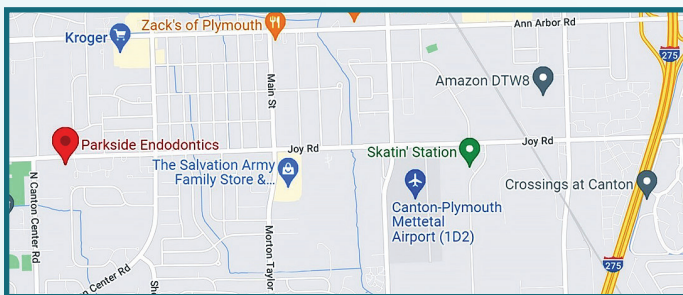 Ann Arbor Rd
Zack's of Plymouth
Kroger
275
Main St
Amazon DTW8
Parkside Endodontics
Joy Rd
Joy Rd
Skatin' Station
The Salvation Army
Family Store &...
N Canton Center Rd
Crossings at Canton
Canton-Plymouth
Mettetal
Airport (1D2)
Morton Taylor
Center Rd
275